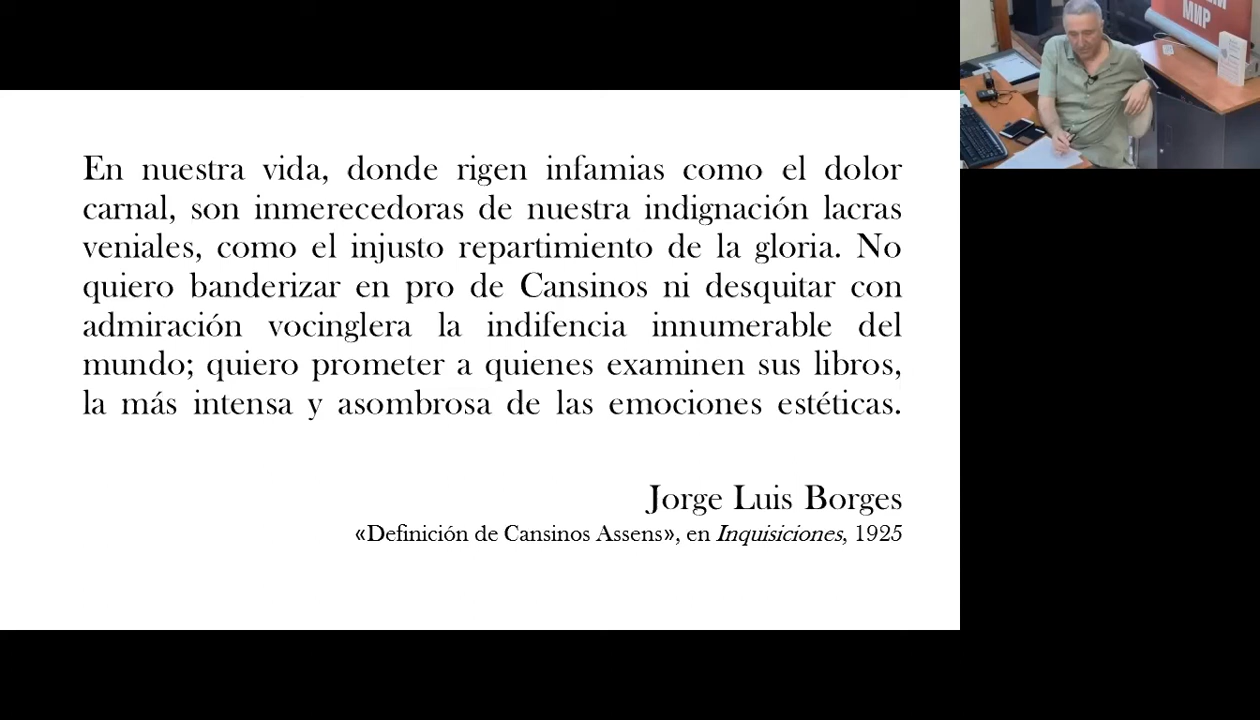 En nuestra vida, donde rigen infamias como el dolor
carnal, son inmerecedoras de nuestra indignación lacras
veniales, como el injusto repartimiento de la gloria. No
quiero banderizar en pro de Cansinos ni desquitar con
admiración vocinglera la indifencia innumerable del
mundo; quiero prometer a quienes examinen sus libros,
la más intensa y asombrosa de las emociones estéticas.
Jorge Luis Borges
«Definición de Cansinos Assens», en Inquisiciones, 1925
МИР